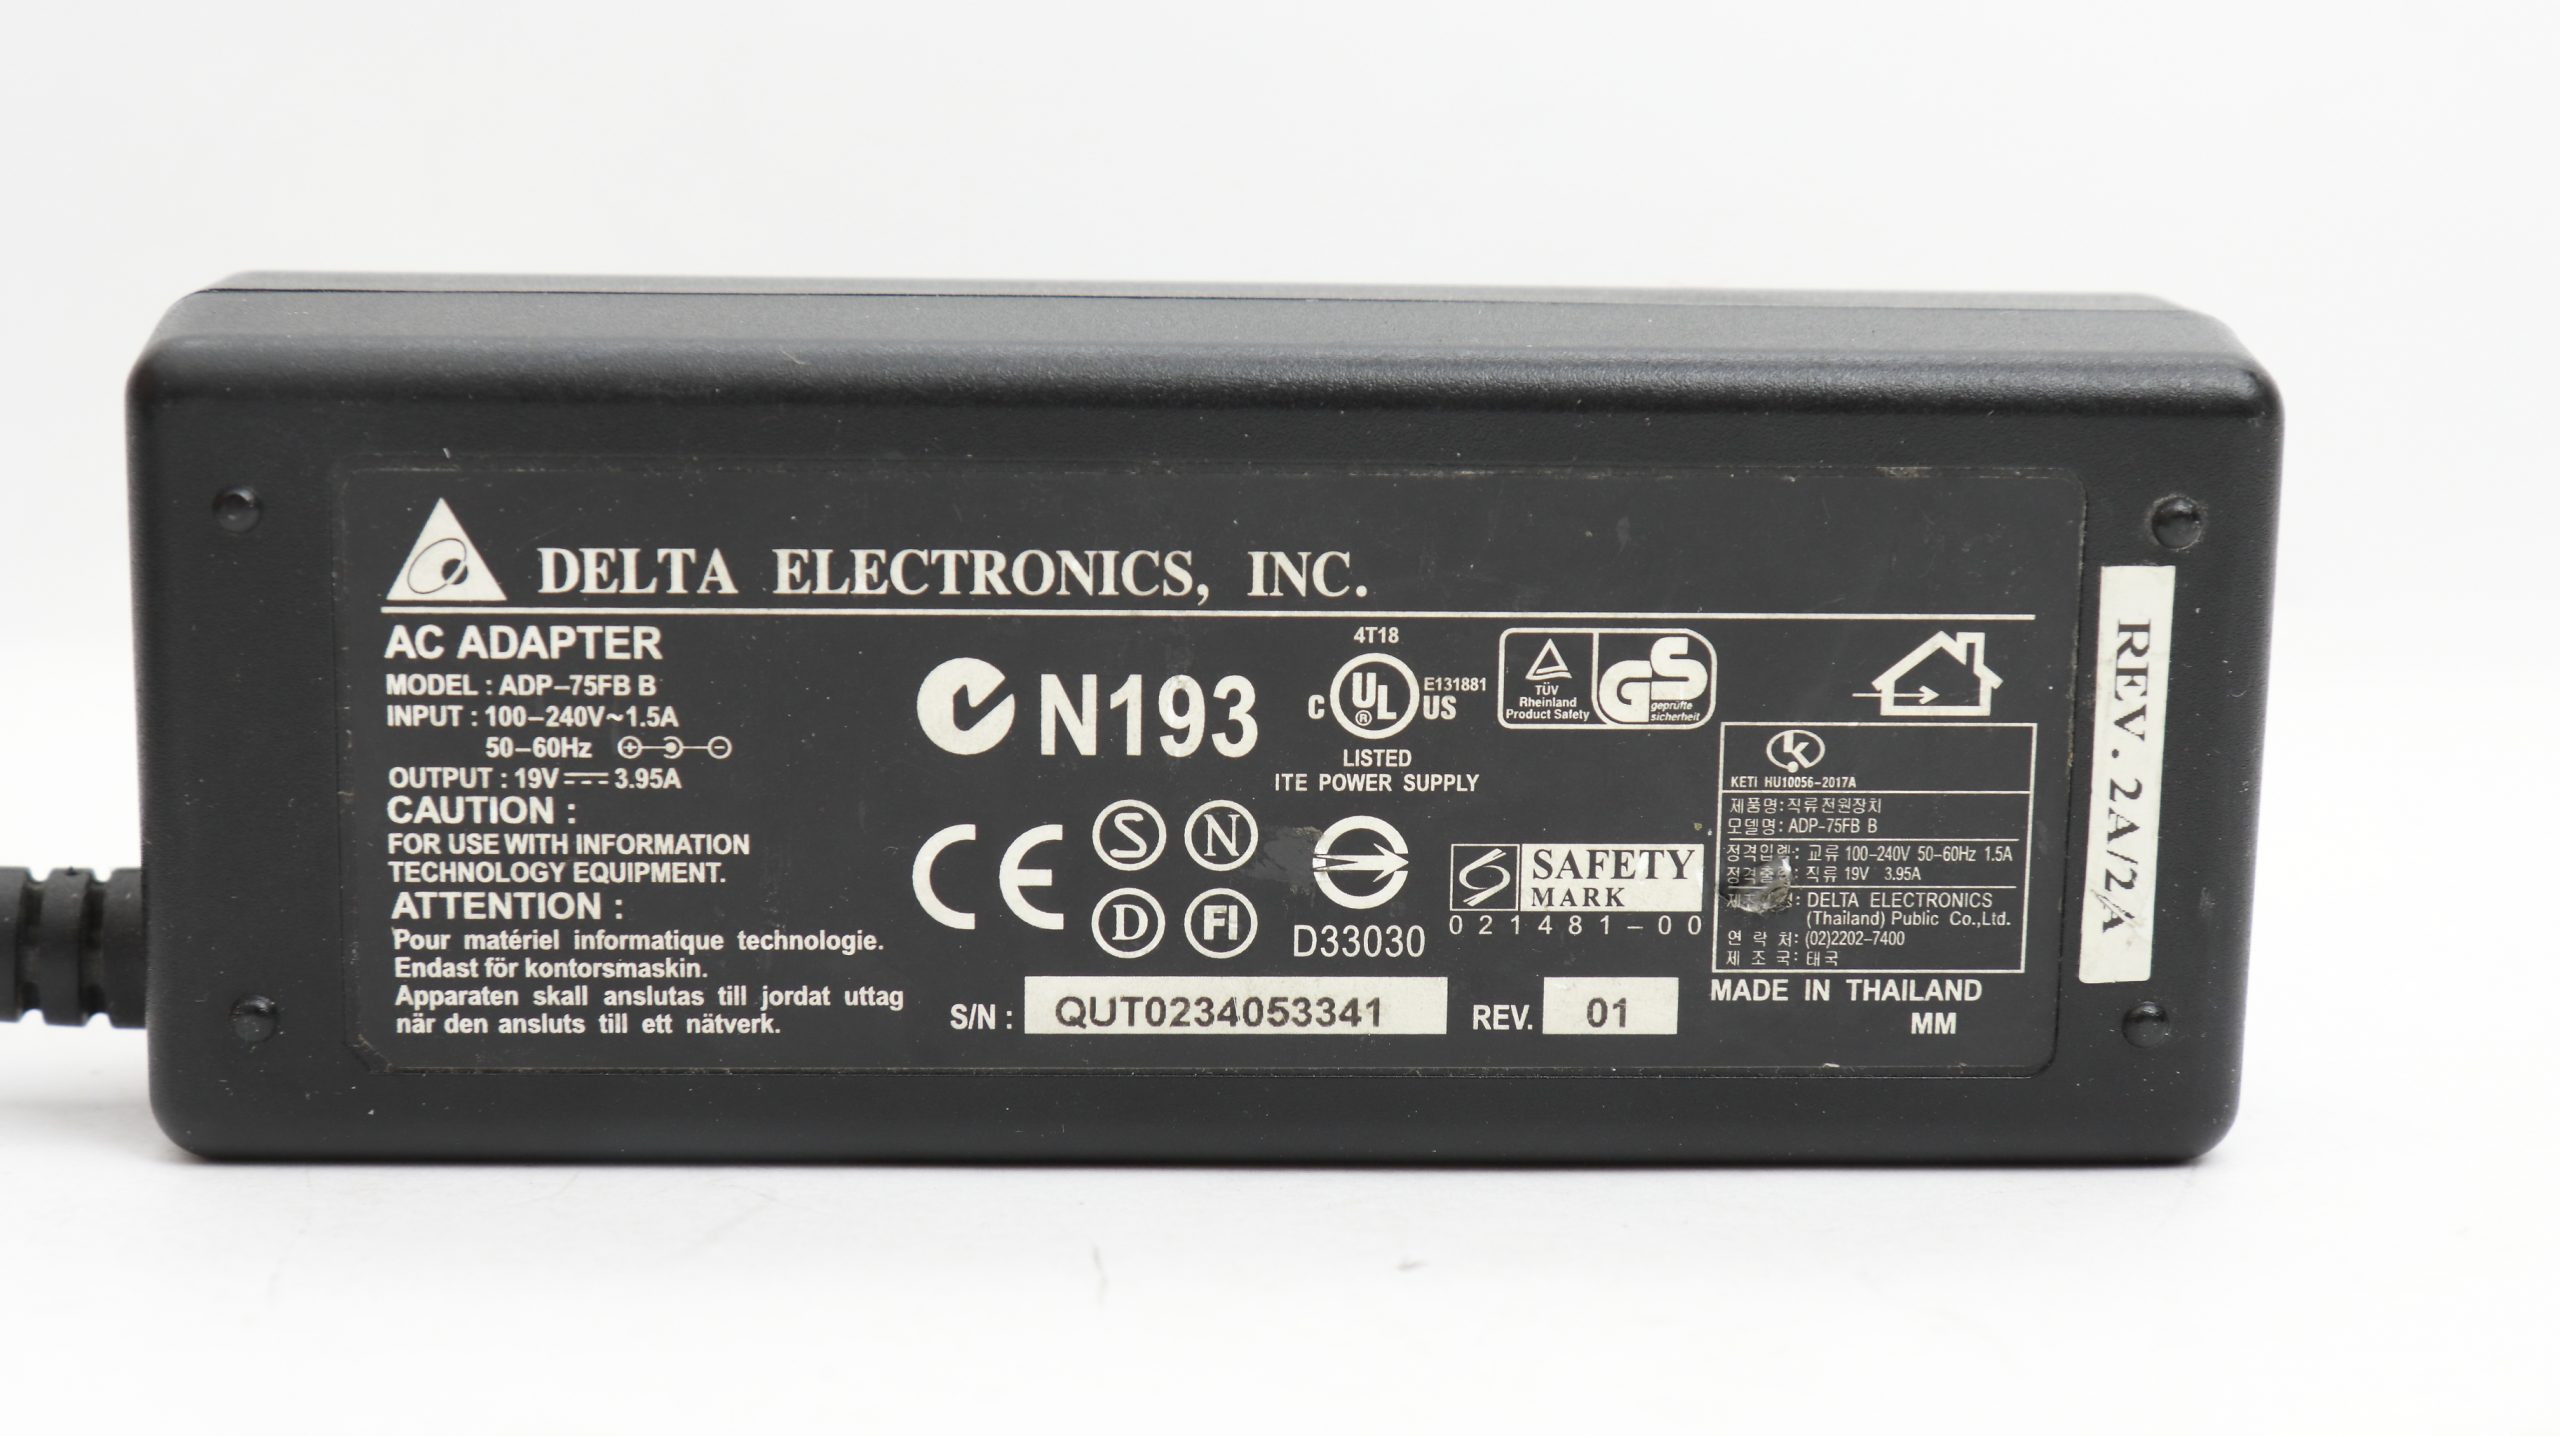 DELTA ELECTRONICS, INC.
AC ADAPTER
MODEL : ADP-75FB B
INPUT : 100-240V~1.5A
50-60Hz
OUTPUT : 19V 3.95A
CAUTION :
FOR USE WITH INFORMATION
TECHNOLOGY EQUIPMENT.
ATTENTION :
Pour matériel informatique technologie.
Endast för kontorsmaskin.
Apparaten skall anslutas till jordat uttag
när den ansluts till ett nätverk.
N193
4T18
C UL US
®
E131881
LISTED
ITE POWER SUPPLY
TÜV
Rheinland
Product Safety
GS
geprüfte
sicherheit
CE
S N
D FI
D33030
S SAFETY
MARK
021481-00
KETI HU10056-2017A
제품명:직류전원장치
모델명: ADP-75FB B
정격입력: 교류 100-240V 50-60Hz 1.5A
직류 19V 3.95A
DELTA ELECTRONICS
(Thailand) Public Co.,Ltd.
연 락 처: (02)2202-7400
제 조 국: 태국
S/N : QUT0234053341
REV. 01
MADE IN THAILAND
MM
REV. 2A/2A